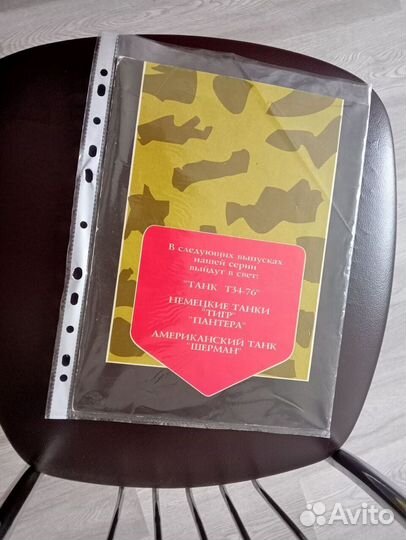 В следующих выпусках
нашей серии
выйдут в свет:
"ТАНК Т34-76"
НЕМЕЦКИЕ ТАНКИ
"ТИГР"
"ПАНТЕРА"
АМЕРИКАНСКИЙ ТАНК
"ШЕРМАН"
Avito